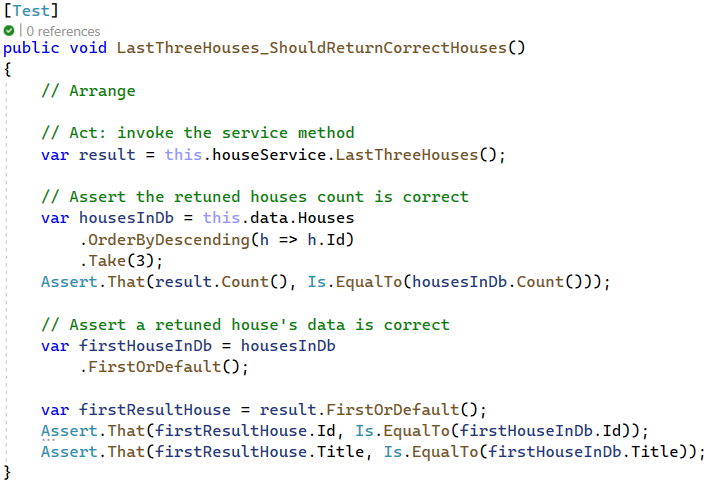 [Test]
| 0 references
public void LastThreeHouses_ShouldReturnCorrectHouses()
{
// Arrange
// Act: invoke the service method
var result = this.houseService.LastThreeHouses();
// Assert the retuned houses count is correct
var housesInDb = this.data.Houses
.OrderByDescending(h => h.Id)
.Take(3);
Assert.That(result.Count(), Is.EqualTo(housesInDb.Count()));
// Assert a retuned house's data is correct
var firstHouseInDb = housesInDb
.FirstOrDefault();
var firstResultHouse = result.FirstOrDefault();
Assert.That(firstResultHouse.Id, Is.EqualTo(firstHouseInDb.Id));
Assert.That(firstResultHouse.Title, Is.EqualTo(firstHouseInDb.Title));
}